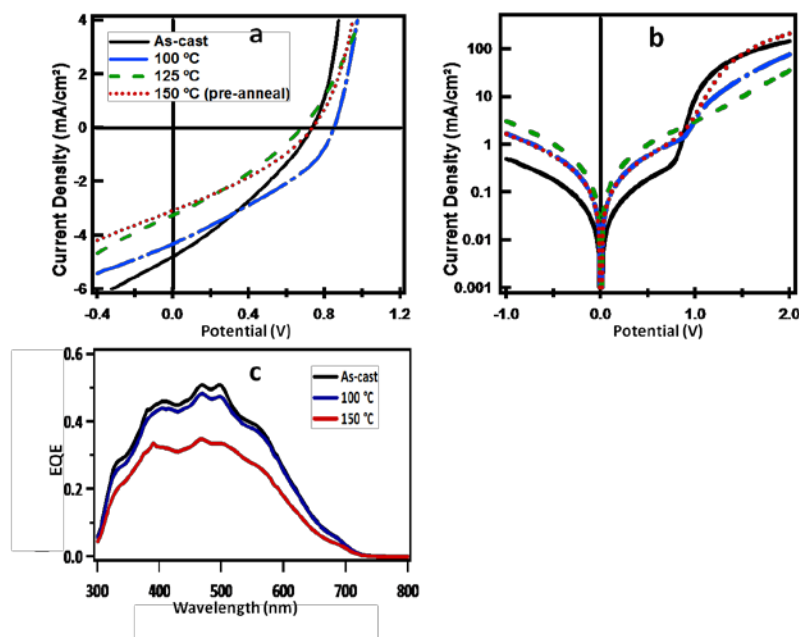 a
As-cast
100 ºC
125 ºC
150 ºC (pre-anneal)
Current Density (mA/cm²)
4
2
0
-2
-4
-6
-0.4
0.0
0.4
0.8
1.2
Potential (V)
b
Current Density (mA/cm²)
100
10
1
0.1
0.01
0.001
-1.0
0.0
1.0
2.0
Potential (V)
c
As-cast
100 °C
150 °C
EQE
0.6
0.4
0.2
0.0
300
400
500
600
700
800
Wavelength (nm)